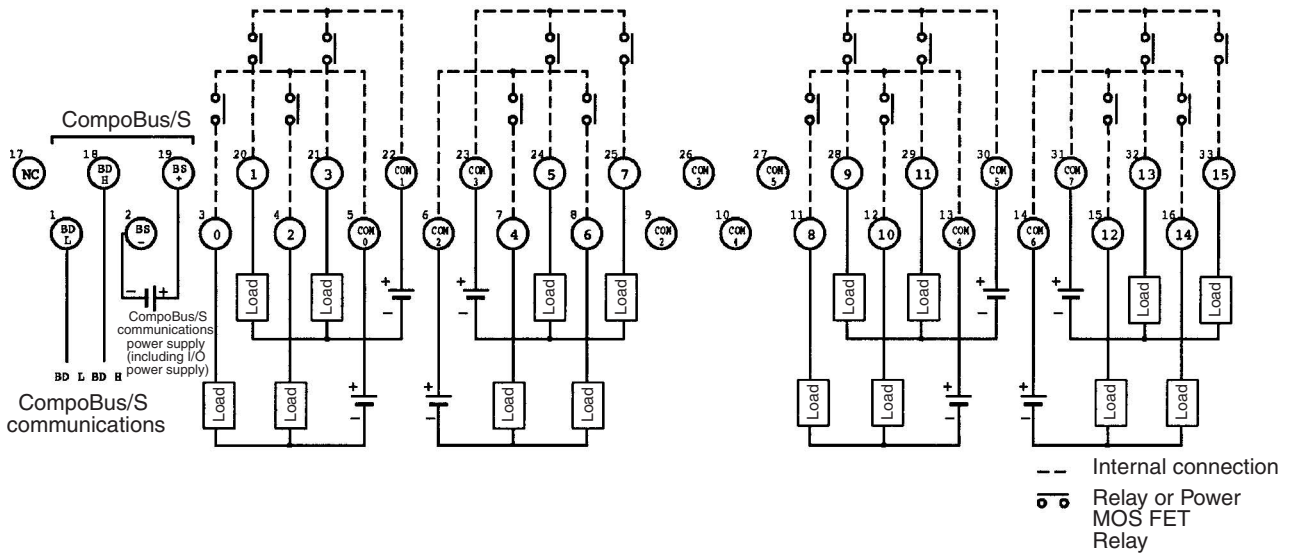 CompoBus/S
17 18 19 20 21 22 23 24 25 26 27 28 29 30 31 32 33
NC BD H BS + 1 3 COM 1 COM 3 5 7 COM 3 COM 5 9 11 COM 5 COM 7 13 15
1 2 3 4 5 6 7 8 9 10 11 12 13 14 15 16
BD L BS – 0 2 COM 0 COM 2 4 6 COM 2 COM 4 8 10 COM 4 COM 6 12 14
Load Load + – + – Load Load Load Load + – + – Load Load
– +
CompoBus/S
communications
power supply
(including I/O
power supply)
BD L BD H
Load Load + – + – Load Load Load Load + – + – Load Load
CompoBus/S
communications
Internal connection
Relay or Power
MOS FET
Relay